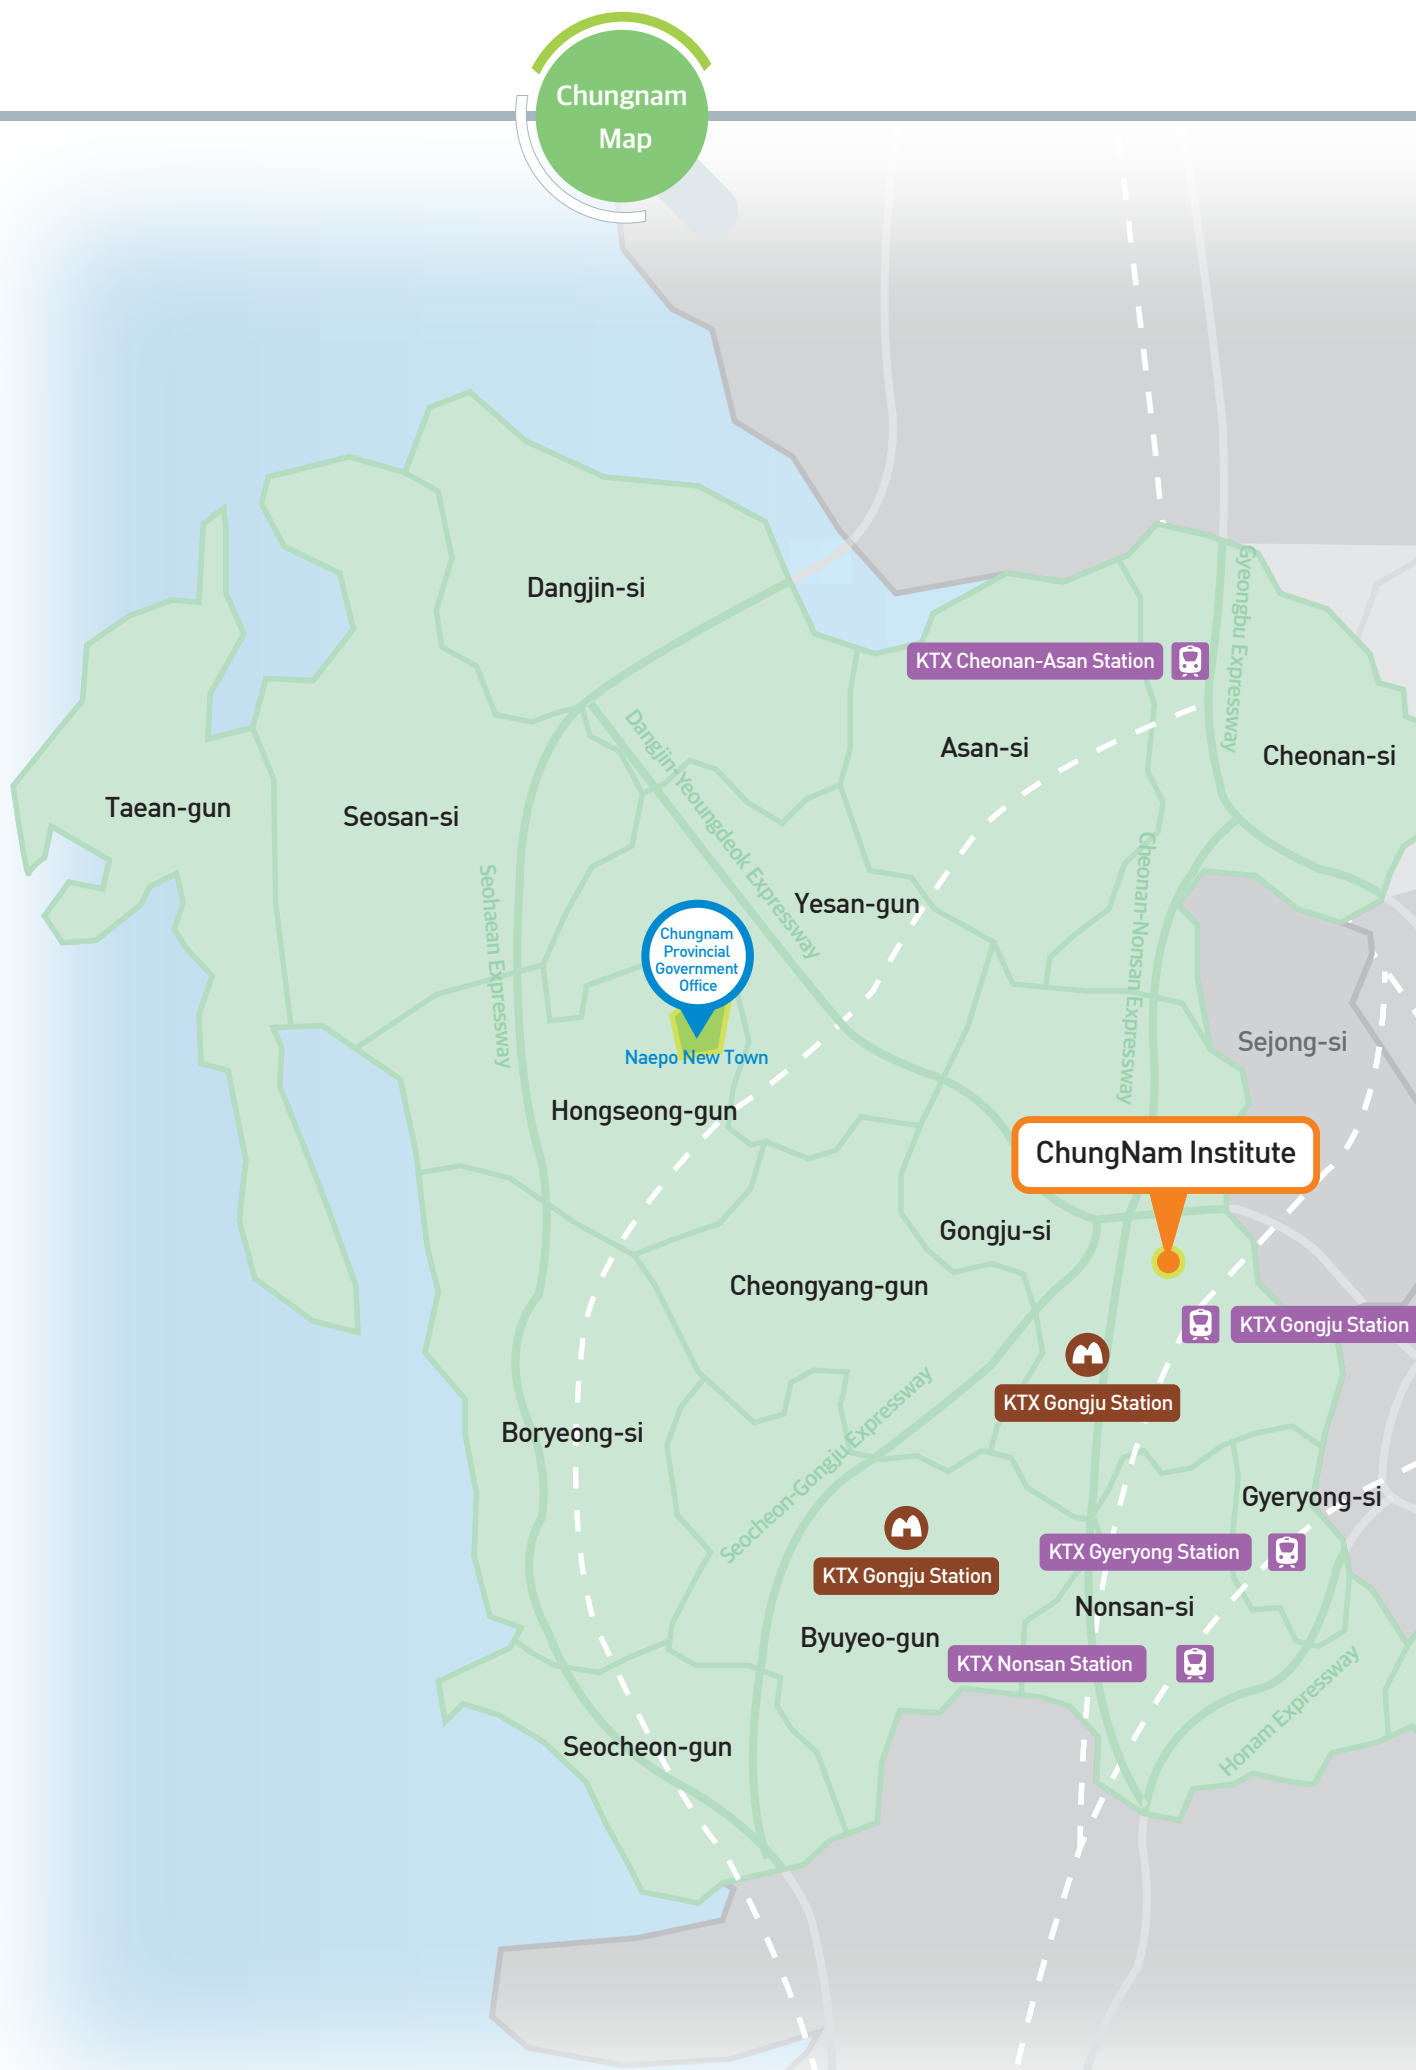 Chungnam
Map
Dangjin-si
Gyeongbu Expressway
KTX Cheonan-Asan Station
Dangjin-Yeoungdeok Expressway
Asan-si
Cheonan-si
Taean-gun
Seosan-si
Cheonan-Nonsan Expressway
Seohaean Expressway
Yesan-gun
Chungnam
Provincial
Government
Office
Sejong-si
Naepo New Town
Hongseong-gun
ChungNam Institute
Gongju-si
Cheongyang-gun
KTX Gongju Station
KTX Gongju Station
Seocheon-Gongju Expressway
Boryeong-si
Gyeryong-si
KTX Gyeryong Station
KTX Gongju Station
Nonsan-si
Byuyeo-gun
KTX Nonsan Station
Honam Expressway
Seocheon-gun